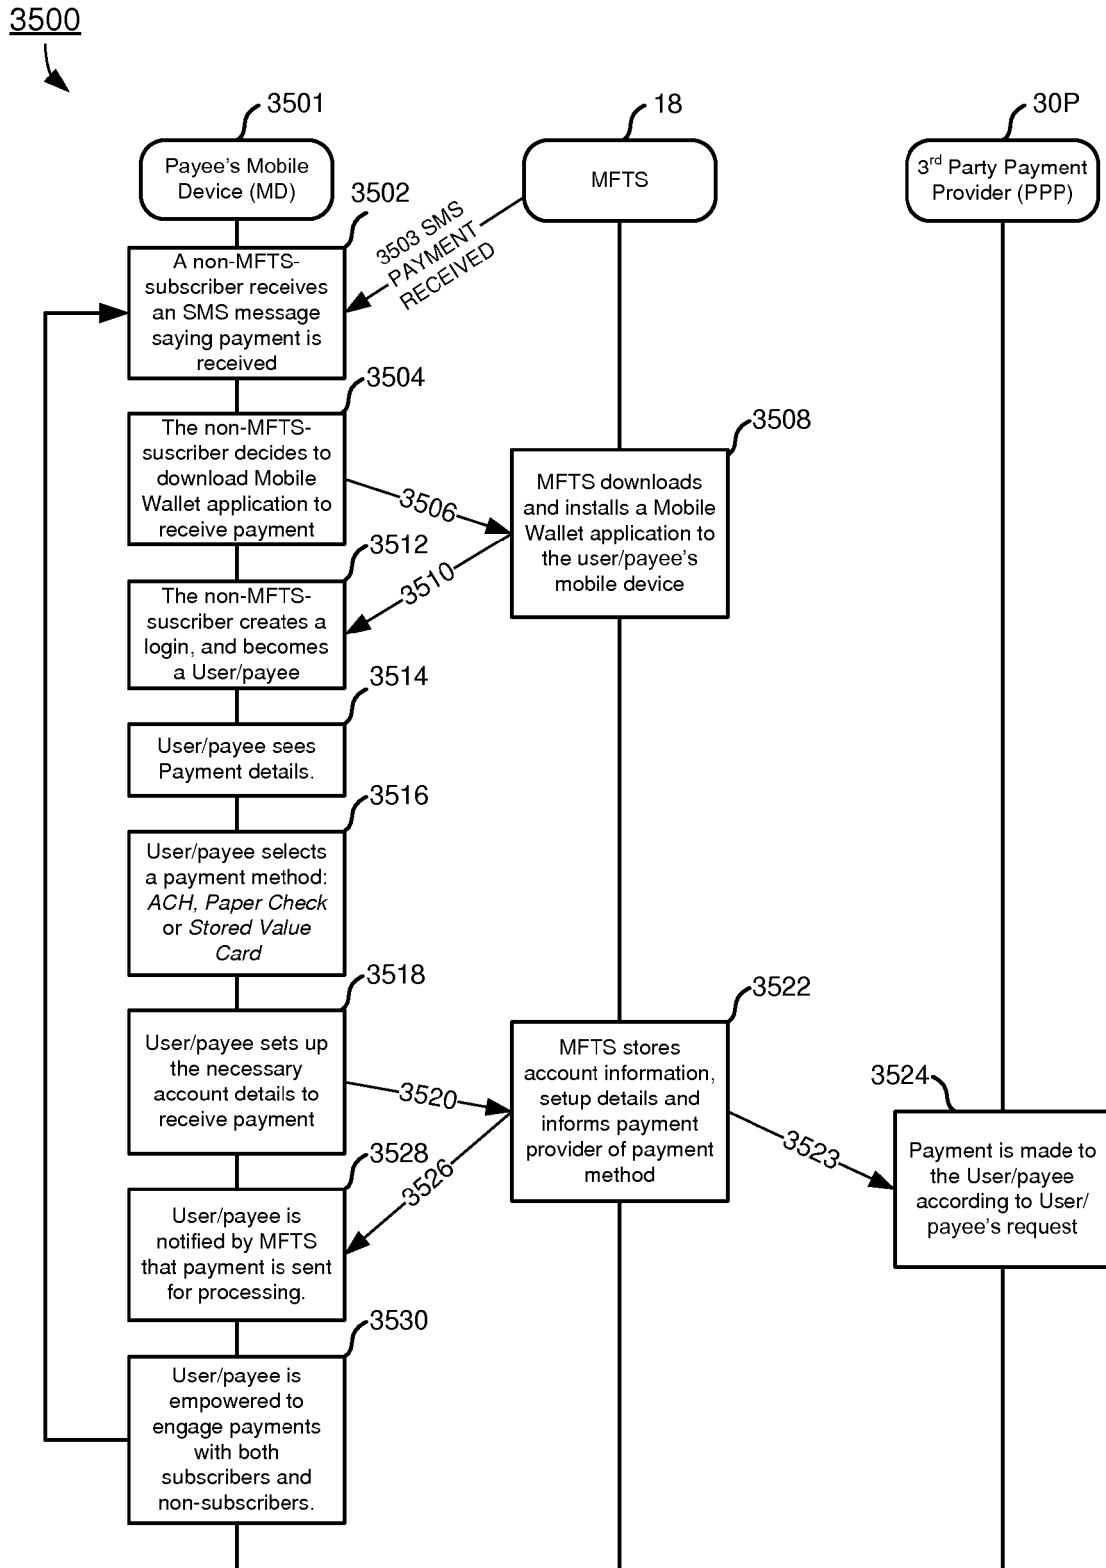 3500
3501
18
30P
Payee's Mobile
Device (MD)
MFTS
3rd Party Payment
Provider (PPP)
3502
3503 SMS
PAYMENT
RECEIVED
A non-MFTS-
subscriber receives
an SMS message
saying payment is
received
3504
The non-MFTS-
suscriber decides to
download Mobile
Wallet application to
receive payment
3506
3508
MFTS downloads
and installs a Mobile
Wallet application to
the user/payee's
mobile device
3510
3512
The non-MFTS-
suscriber creates a
login, and becomes
a User/payee
3514
User/payee sees
Payment details.
3516
User/payee selects
a payment method:
ACH, Paper Check
or Stored Value
Card
3518
User/payee sets up
the necessary
account details to
receive payment
3520
3522
MFTS stores
account information,
setup details and
informs payment
provider of payment
method
3523
3524
Payment is made to
the User/payee
according to User/
payee's request
3526
3528
User/payee is
notified by MFTS
that payment is sent
for processing.
3530
User/payee is
empowered to
engage payments
with both
subscribers and
non-subscribers.